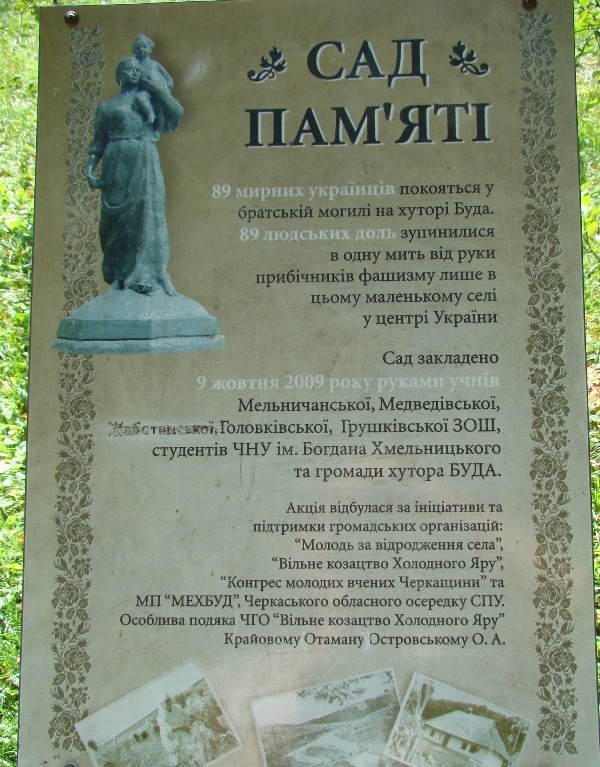 САД
ПАМ'ЯТІ
89 мирних українців покояться у
братській могилі на хуторі Буда.
89 людських доль зупинилися
в одну мить від руки
прибічників фашизму лише в
цьому маленькому селі
у центрі України
Сад закладено
9 жовтня 2009 року руками учнів
Мельничанської, Медведівської,
Жаботинської, Головківської, Грушківської ЗОШ,
студентів ЧНУ ім. Богдана Хмельницького
та громади хутора БУДА.
Акція відбулася за ініціативи та
підтримки громадських організацій:
“Молодь за відродження села”,
“Вільне козацтво Холодного Яру”,
“Конгрес молодих вчених Черкащини” та
МП “МЕХБУД”, Черкаського обласного осередку СПУ.
Особлива подяка ЧГО “Вільне козацтво Холодного Яру”
Крайовому Отаману Островському О. А.